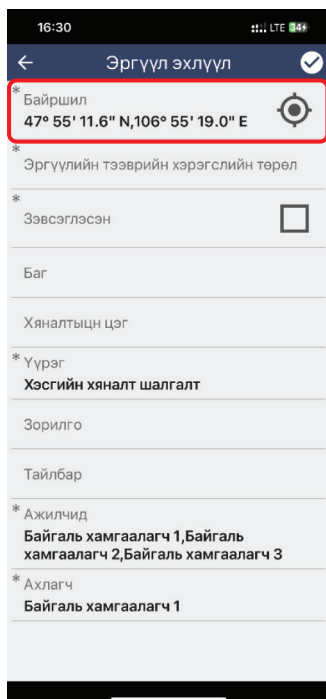 16:30 LTE 84
Эргүүл эхлүүл
* Байршил
47° 55' 11.6" N,106° 55' 19.0" E
* Эргүүлийн тээврийн хэрэгслийн төрөл
* Зэвсэглэсэн
Баг
Хяналтыцн цэг
* Үүрэг
Хэсгийн хяналт шалгалт
Зорилго
Тайлбар
* Ажилчид
Байгаль хамгаалагч 1,Байгаль
хамгаалагч 2,Байгаль хамгаалагч 3
* Ахлагч
Байгаль хамгаалагч 1